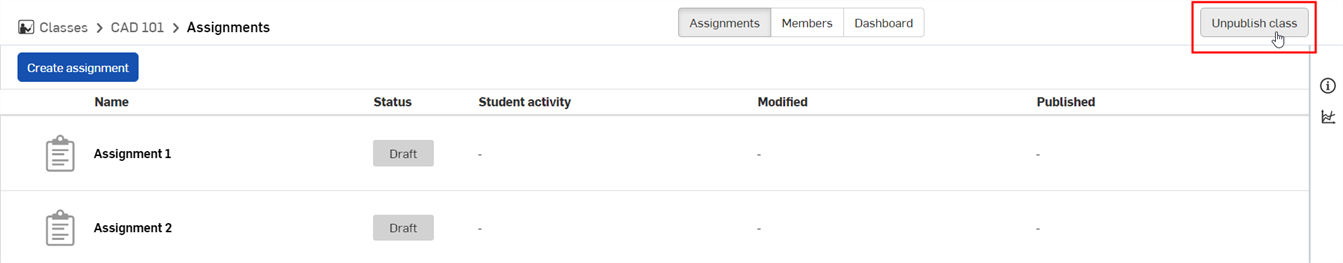 Classes > CAD 101 > Assignments Assignments Members Dashboard Unpublish class
Create assignment
Name Status Student activity Modified Published
Assignment 1 Draft - - -
Assignment 2 Draft - - -